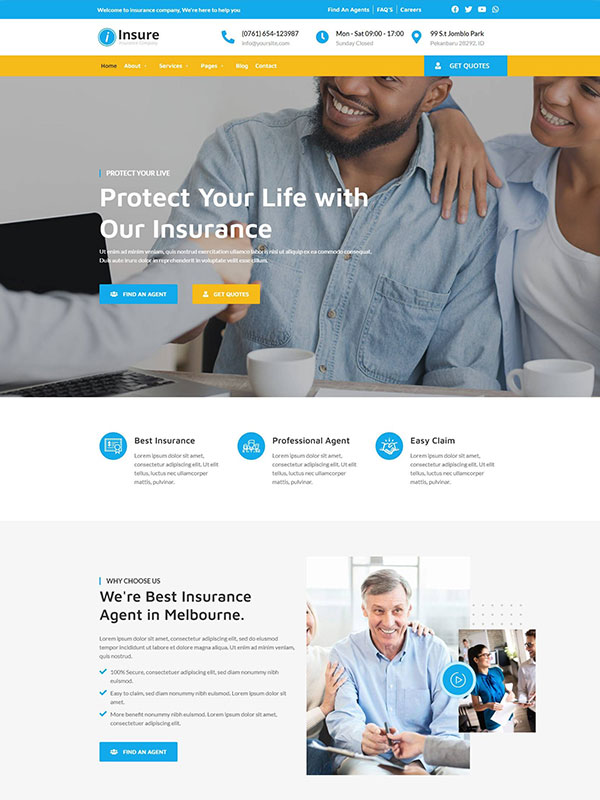 Welcome to insurance company, We're here to help you
Find An Agents FAQ'S Careers
Insure
Insurance Company
(0761) 654-123987
info@yoursite.com
Mon - Sat 09:00 - 17:00
Sunday Closed
99 S.t Jomblo Park
Pekanbaru 28292. ID
Home About Services Pages Blog Contact
GET QUOTES
PROTECT YOUR LIVE
Protect Your Life with
Our Insurance
Ut enim ad minim veniam, quis nostrud exercitation ullamco laboris nisi ut aliquip ex ea commodo consequat.
Duis aute irure dolor in reprehenderit in voluptate velit esse cillum.
FIND AN AGENT
GET QUOTES
Best Insurance
Lorem ipsum dolor sit amet,
consectetur adipiscing elit. Ut elit
tellus, luctus nec ullamcorper
mattis, pulvinar.
Professional Agent
Lorem ipsum dolor sit amet,
consectetur adipiscing elit. Ut elit
tellus, luctus nec ullamcorper
mattis, pulvinar.
Easy Claim
Lorem ipsum dolor sit amet,
consectetur adipiscing elit. Ut elit
tellus, luctus nec ullamcorper
mattis, pulvinar.
WHY CHOOSE US
We're Best Insurance
Agent in Melbourne.
Lorem ipsum dolor sit amet, consectetur adipiscing elit, sed do eiusmod
tempor incididunt ut labore et dolore magna aliqua. Ut enim ad minim veniam,
quis nostrud.
100% Secure, consectetuer adipiscing elit, sed diam nonummy nibh
euismod.
Easy to claim, sed diam nonummy nibh euismod. Lorem ipsum dolor sit
amet.
More benefit nonummy nibh euismod. Lorem ipsum dolor sit amet,
consectetuer.
FIND AN AGENT